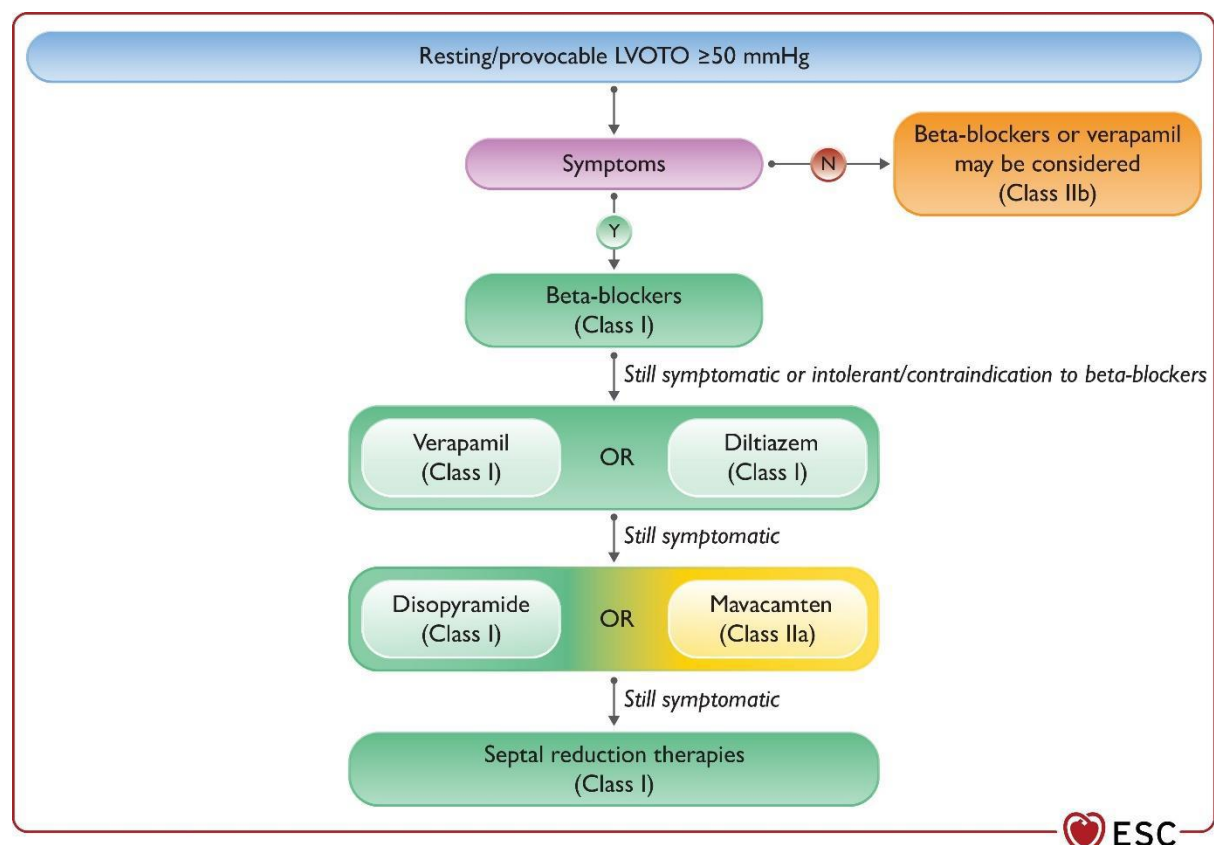 Resting/provocable LVOTO ≥50 mmHg
Symptoms
N
Beta-blockers or verapamil
may be considered
(Class IIb)
Y
Beta-blockers
(Class I)
Still symptomatic or intolerant/contraindication to beta-blockers
Verapamil
(Class I)
OR
Diltiazem
(Class I)
Still symptomatic
Disopyramide
(Class I)
OR
Mavacamten
(Class IIa)
Still symptomatic
Septal reduction therapies
(Class I)
ESC